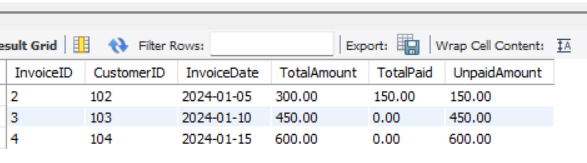 esult Grid Filter Rows: Export: Wrap Cell Content: IA
InvoiceID CustomerID InvoiceDate TotalAmount TotalPaid UnpaidAmount
2 102 2024-01-05 300.00 150.00 150.00
3 103 2024-01-10 450.00 0.00 450.00
4 104 2024-01-15 600.00 0.00 600.00